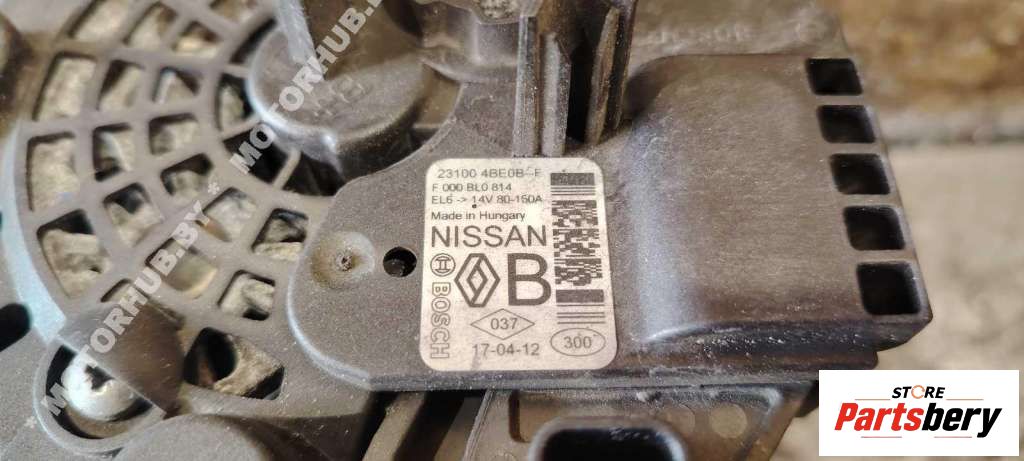 MOTORHUB.BY
MOTORHUB.BY
23100 4BE0B-E
F 000 BL0 814
EL6 -> 14V 80-150A
Made in Hungary
NISSAN
BOSCH
B
037
17-04-12
300
STORE
Partsbery